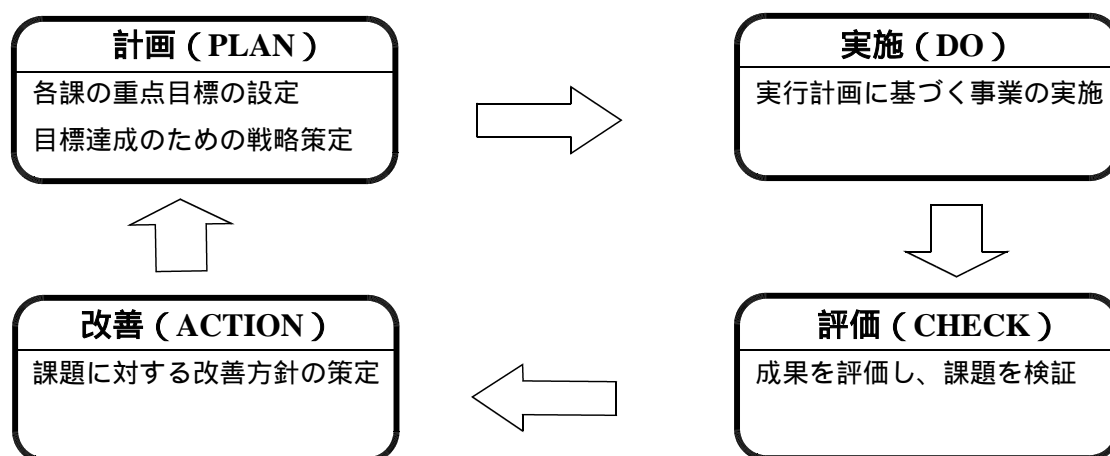 計画（PLAN）
各課の重点目標の設定
目標達成のための戦略策定
実施（DO）
実行計画に基づく事業の実施
評価（CHECK）
成果を評価し、課題を検証
改善（ACTION）
課題に対する改善方針の策定